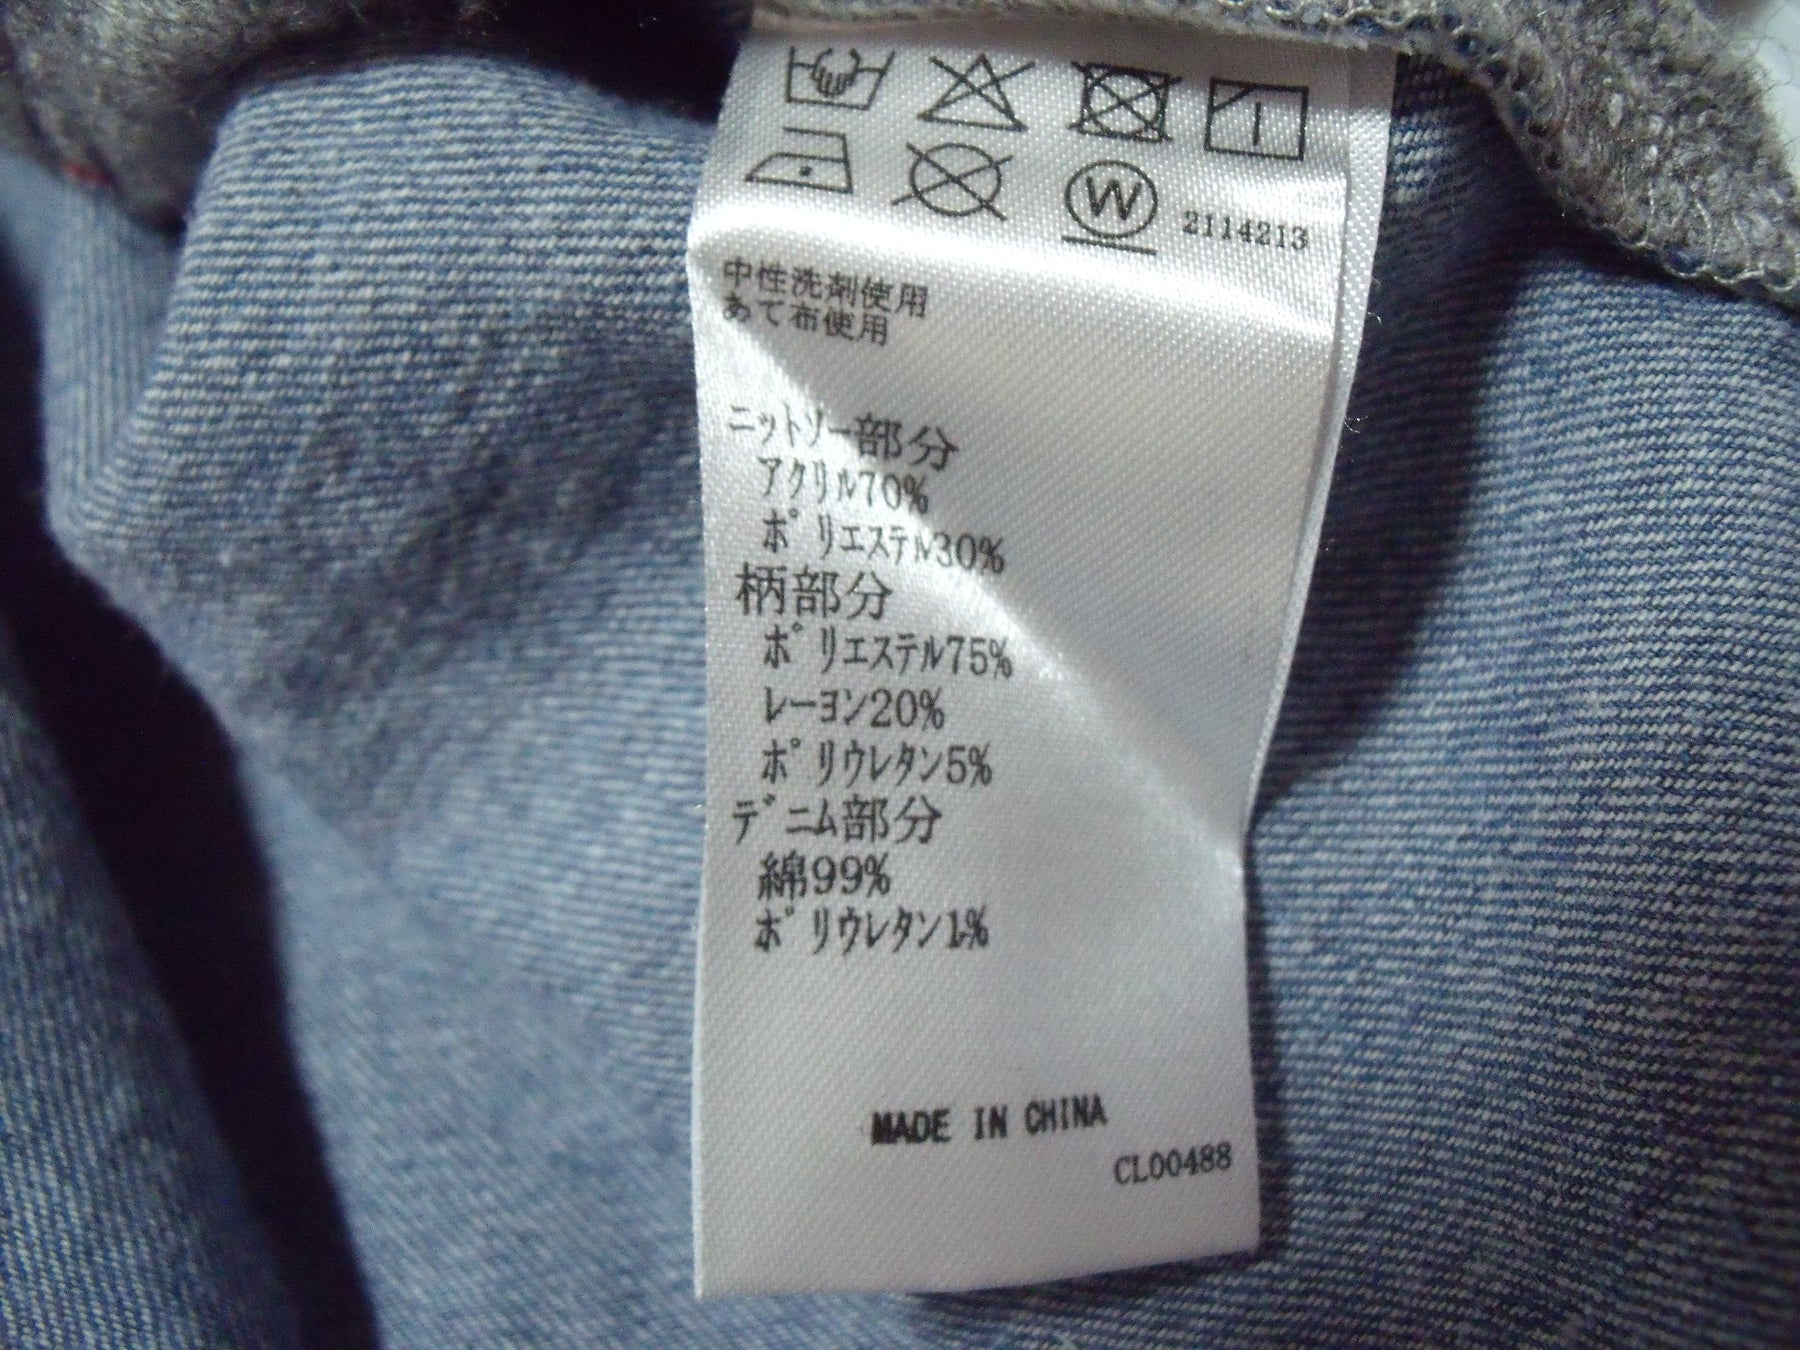 W 2114213
中性洗剤使用
あて布使用
ニットソー部分
アクリル70%
ポリエステル30%
柄部分
ポリエステル75%
レーヨン20%
ポリウレタン5%
デニム部分
綿99%
ポリウレタン1%
MADE IN CHINA
CL00488